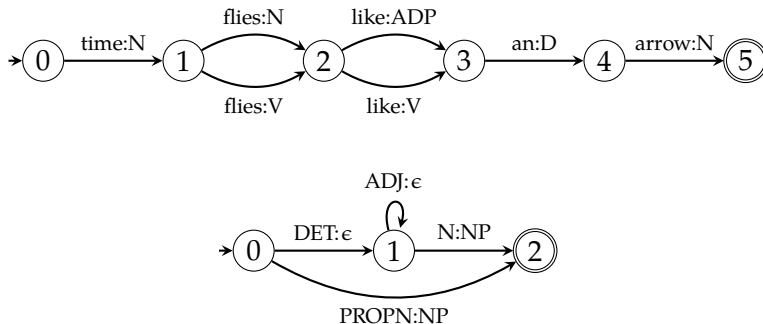 flies:N like:ADP
time:N an:D arrow:N
0 1 2 3 4 5
flies:V like:V
ADJ:ϵ
DET:ϵ N:NP
0 1 2
PROPN:NP